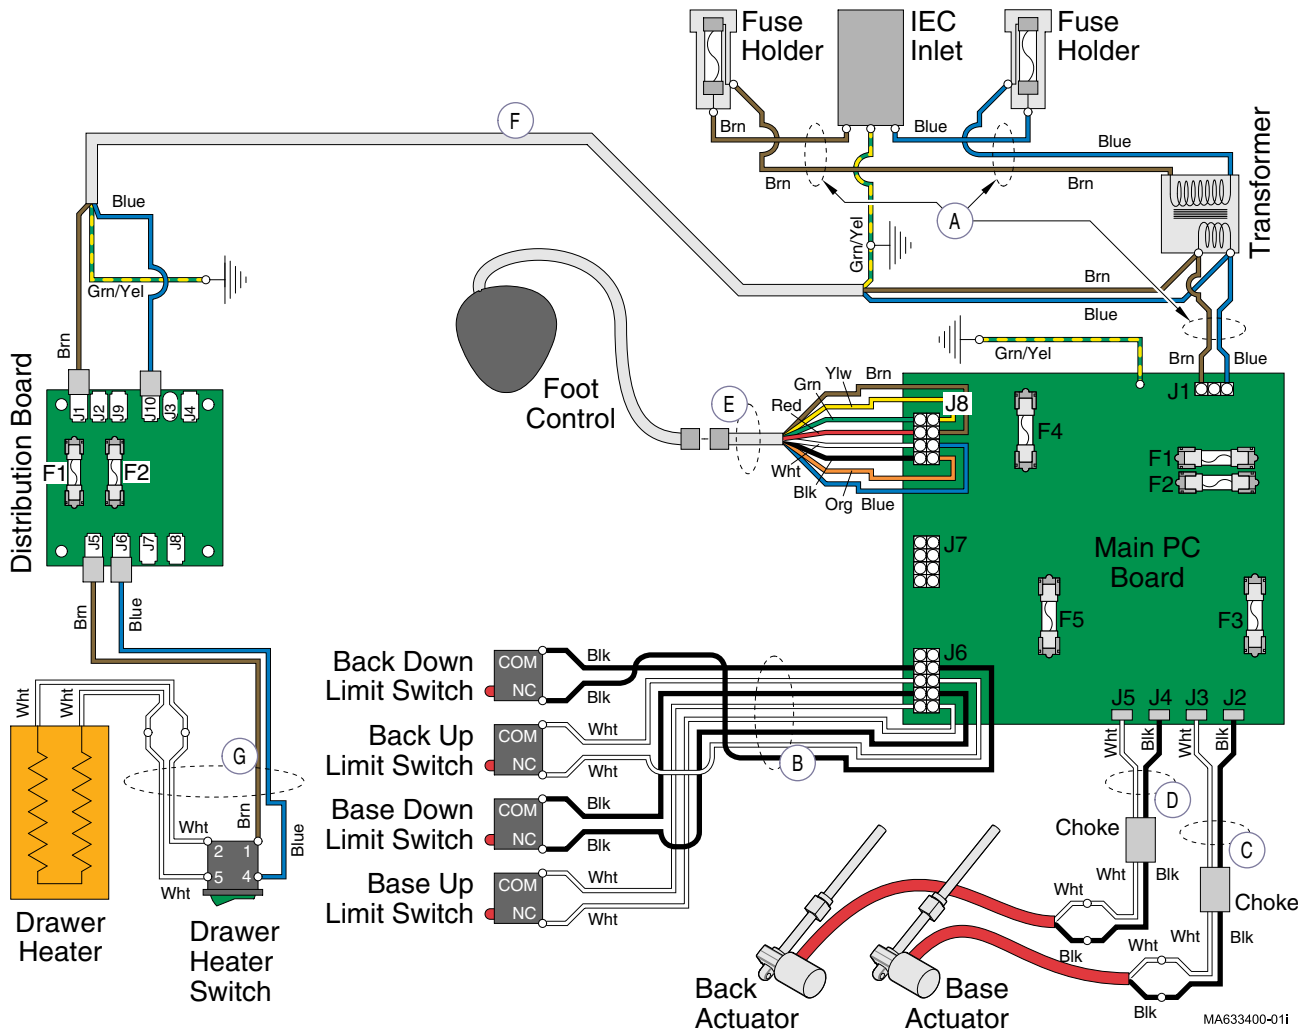 Fuse
Holder
IEC
Inlet
Fuse
Holder
F
Brn
Blue
Blue
Brn
Brn
Transformer
A
Blue
Grn/Yel
Grn/Yel
Brn
Blue
Grn/Yel
Brn
Blue
Brn
Distribution Board
J1
J2
J9
J10
J3
J4
F1
F2
J5
J6
J7
J8
Foot
Control
E
Ylw
Brn
Grn
Red
Wht
Blk
Org
Blue
J8
J1
F4
F1
F2
J7
Main PC
Board
F5
F3
J6
J5
J4
J3
J2
Brn
Blue
Back Down
Limit Switch
COM
NC
Blk
Blk
Back Up
Limit Switch
COM
NC
Wht
Wht
Base Down
Limit Switch
COM
NC
Blk
Blk
Base Up
Limit Switch
COM
NC
Wht
Wht
B
Wht
Blk
Wht
Blk
D
C
Choke
Choke
Wht
Blk
Blk
Wht
Wht
Blk
Blk
Wht
Wht
G
Wht
Brn
Blue
2
1
5
4
Wht
Drawer
Heater
Drawer
Heater
Switch
Back
Actuator
Base
Actuator
MA633400-01i